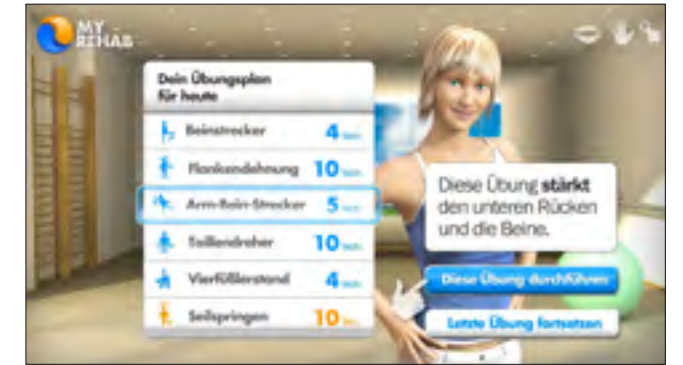 MY
REHAB
Dein Übungsplan
für heute
Beinstrecker 4
Flankendehnung 10
Arm-Bein-Strecker 5
Taillendreher 10
Vierfüßlerstand 4
Seilspringen 10
Diese Übung stärkt
den unteren Rücken
und die Beine.
Diese Übung durchführen
Letzte Übung fortsetzen